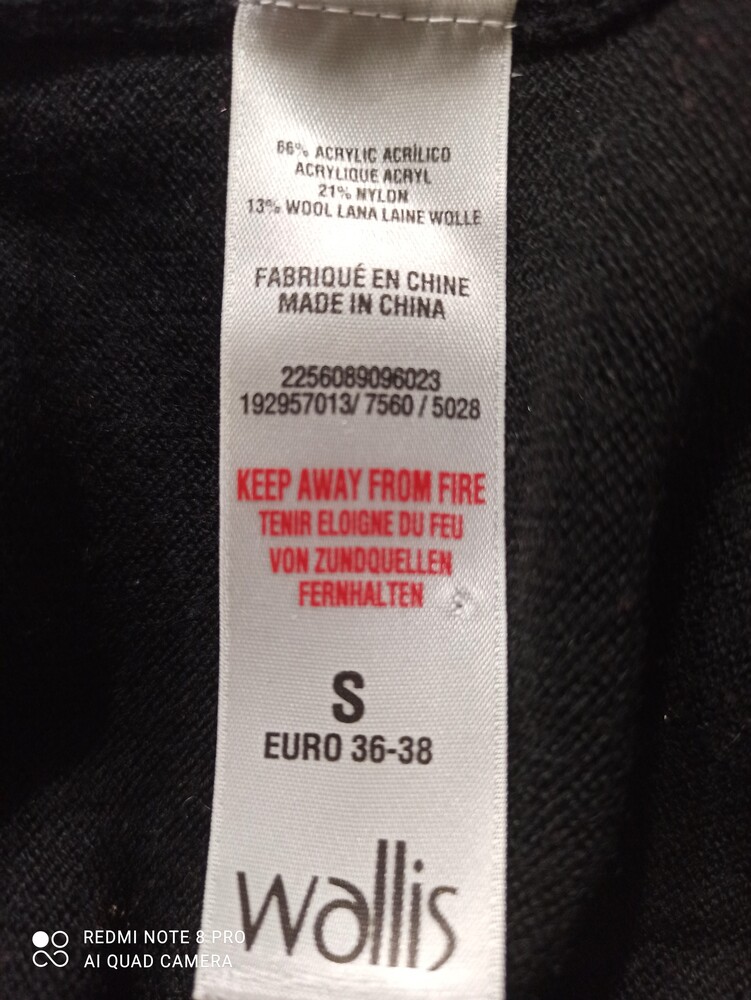 66% ACRYLIC ACRÍLICO
ACRYLIQUE ACRYL
21% NYLON
13% WOOL LANA LAINE WOLLE
FABRIQUÉ EN CHINE
MADE IN CHINA
2256089096023
192957013/ 7560 / 5028
KEEP AWAY FROM FIRE
TENIR ELOIGNE DU FEU
VON ZUNDQUELLEN
FERNHALTEN
S
EURO 36-38
wallis
REDMI NOTE 8 PRO
AI QUAD CAMERA